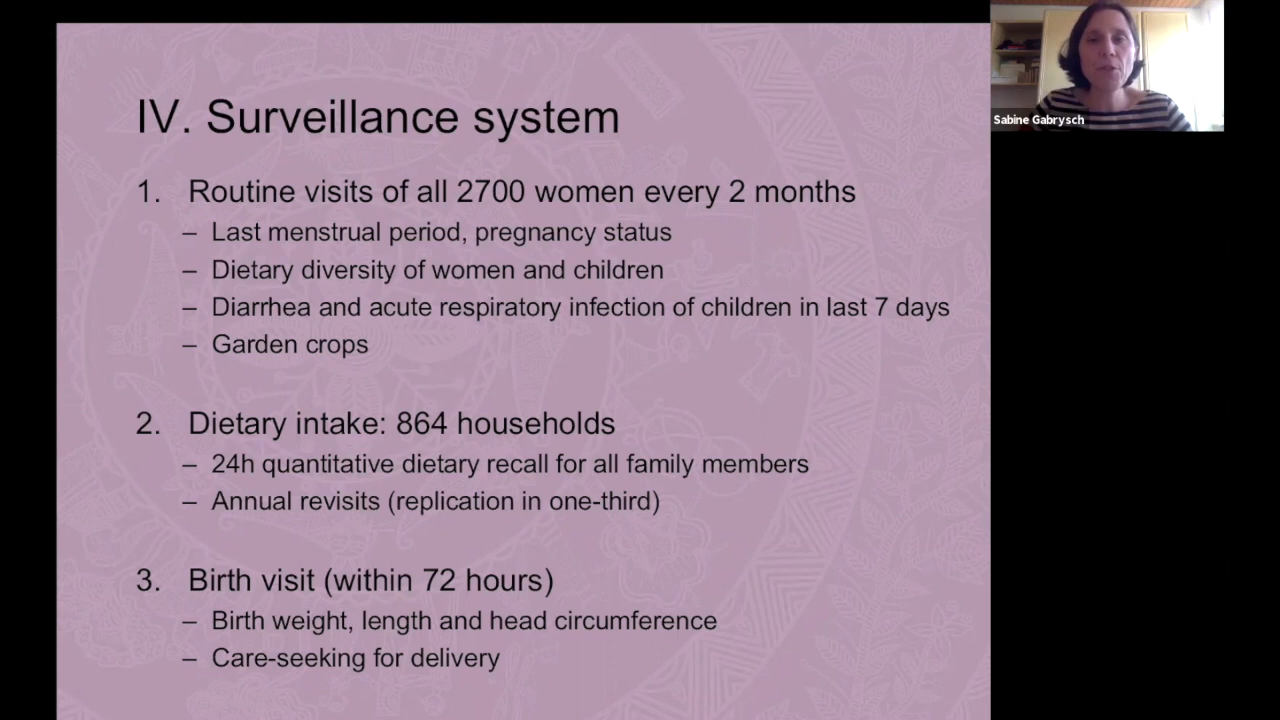 IV. Surveillance system
1. Routine visits of all 2700 women every 2 months
– Last menstrual period, pregnancy status
– Dietary diversity of women and children
– Diarrhea and acute respiratory infection of children in last 7 days
– Garden crops
2. Dietary intake: 864 households
– 24h quantitative dietary recall for all family members
– Annual revisits (replication in one-third)
3. Birth visit (within 72 hours)
– Birth weight, length and head circumference
– Care-seeking for delivery
Sabine Gabrysch